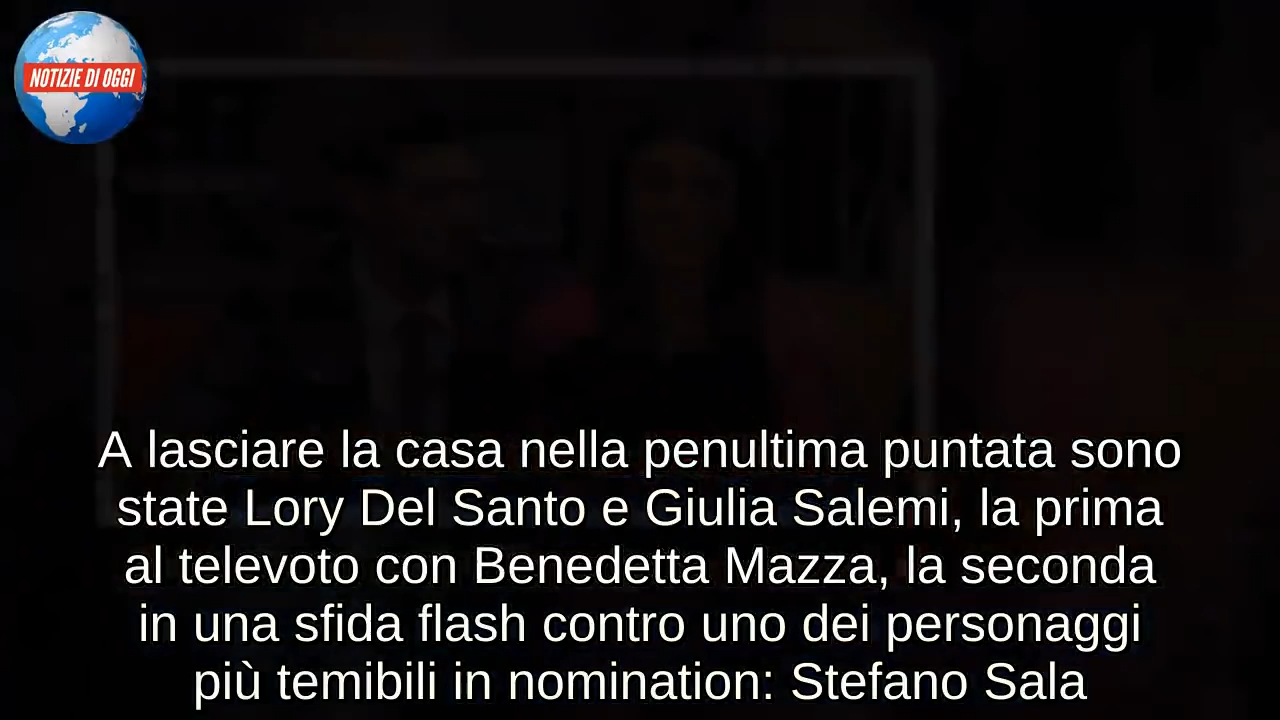 NOTIZIE DI OGGI
A lasciare la casa nella penultima puntata sono
state Lory Del Santo e Giulia Salemi, la prima
al televoto con Benedetta Mazza, la seconda
in una sfida flash contro uno dei personaggi
più temibili in nomination: Stefano Sala